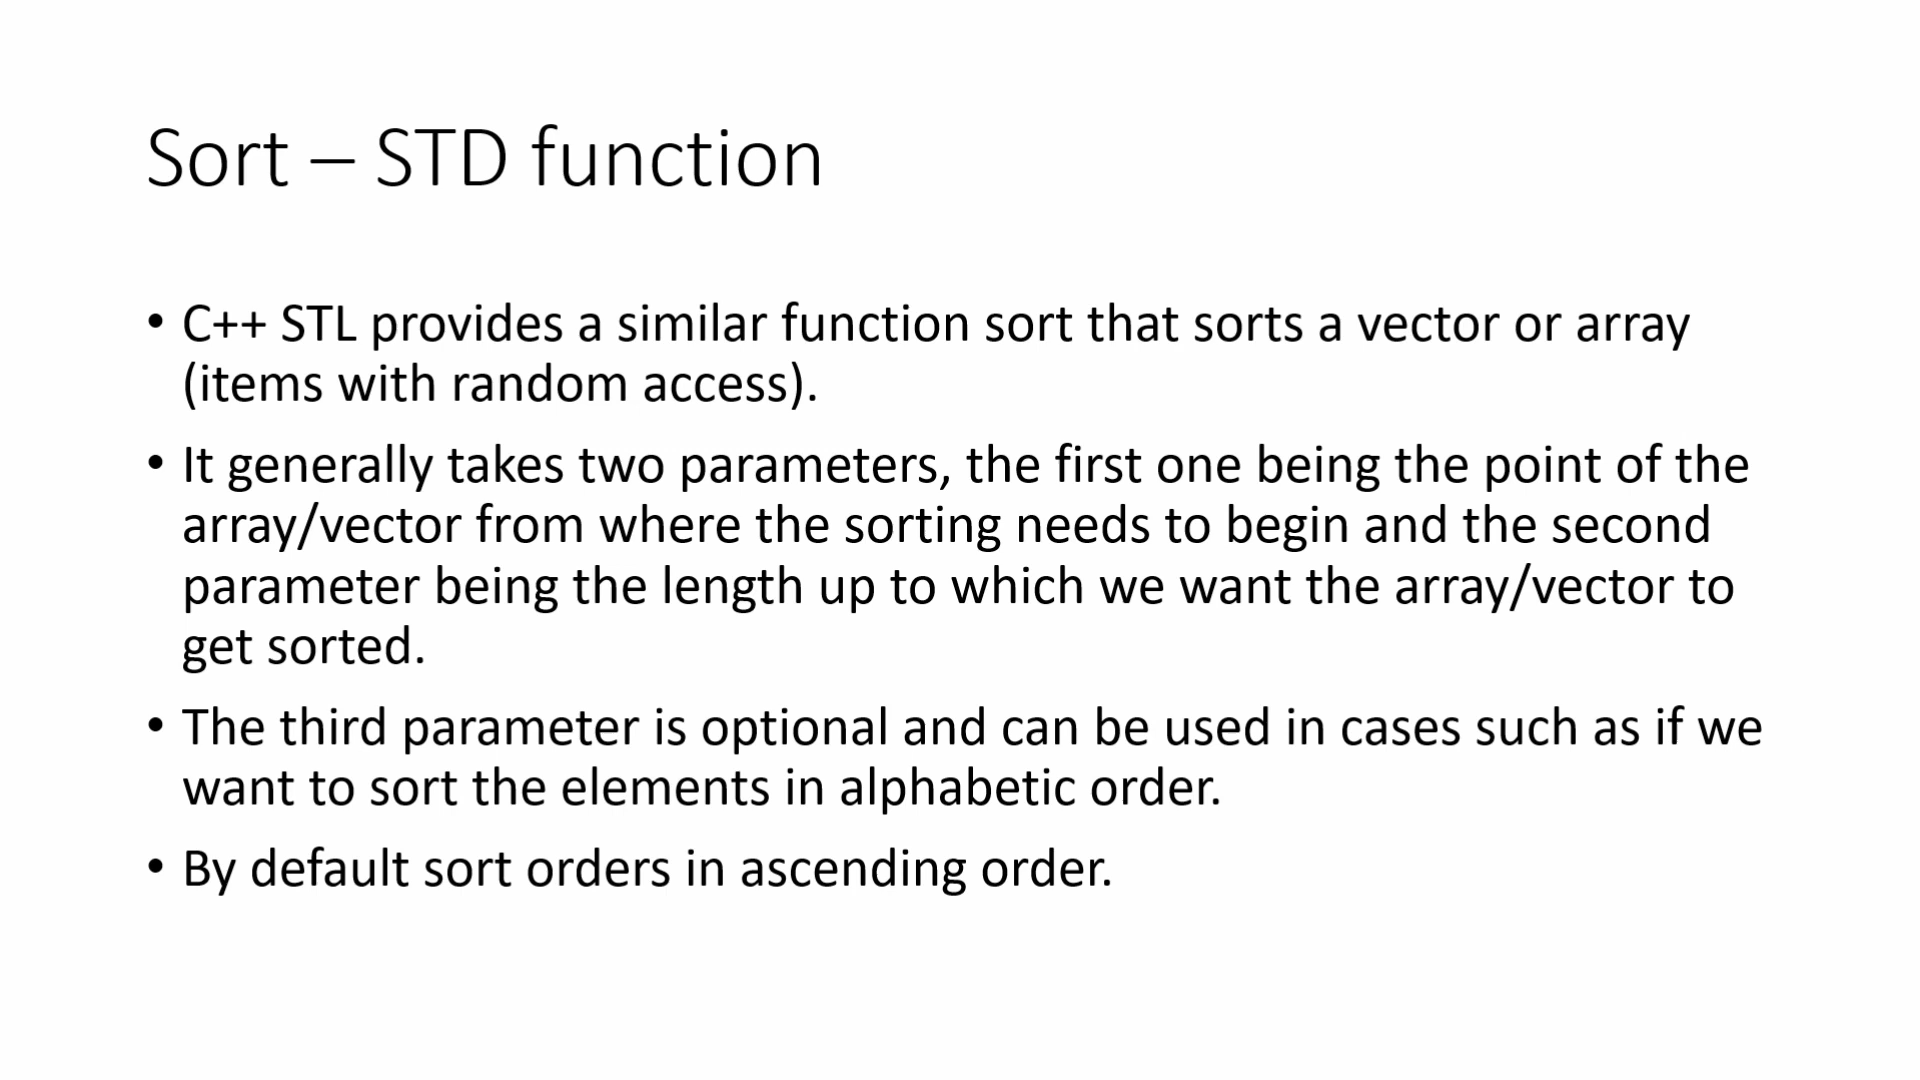 Sort – STD function
• C++ STL provides a similar function sort that sorts a vector or array
(items with random access).
• It generally takes two parameters, the first one being the point of the
array/vector from where the sorting needs to begin and the second
parameter being the length up to which we want the array/vector to
get sorted.
• The third parameter is optional and can be used in cases such as if we
want to sort the elements in alphabetic order.
• By default sort orders in ascending order.